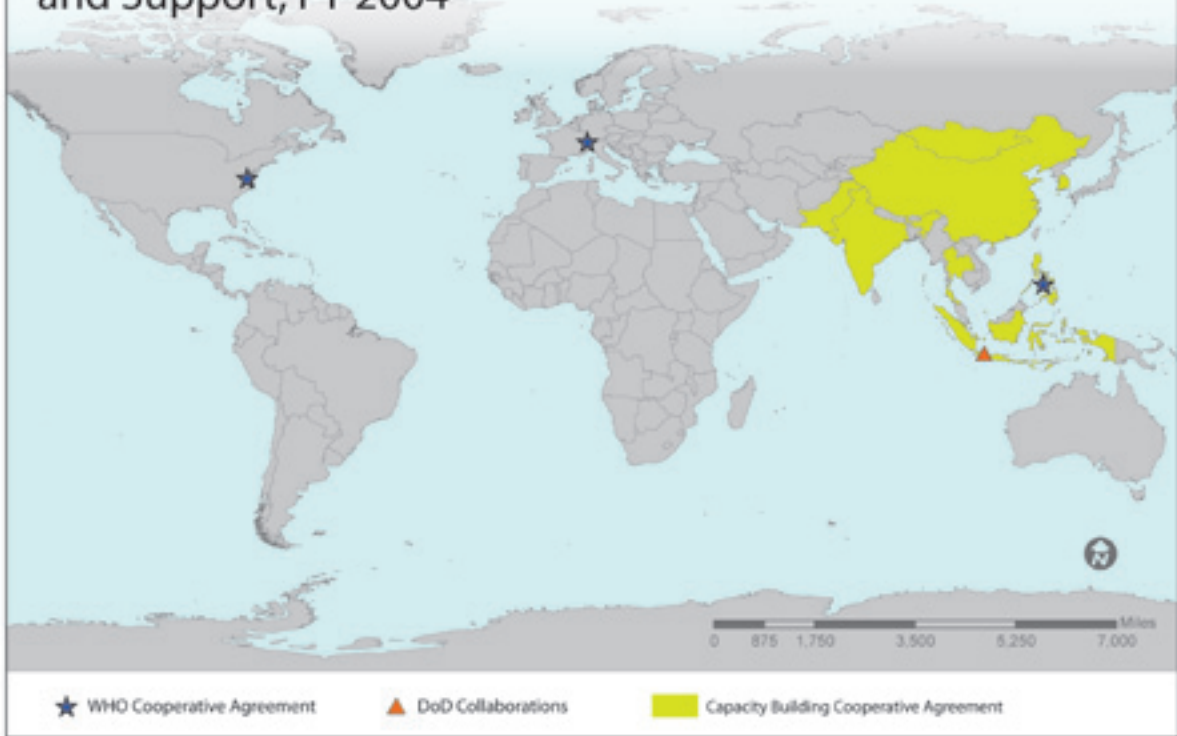 and Support, FY 2004
N
Miles
0 875 1,750 3,500 5,250 7,000
WHO Cooperative Agreement
DoD Collaborations
Capacity Building Cooperative Agreement